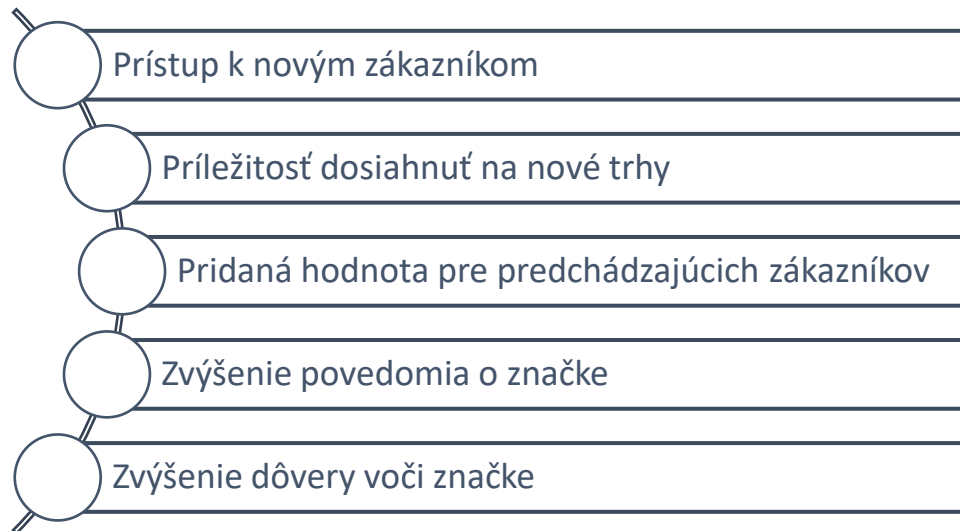 Prístup k novým zákazníkom
Príležitosť dosiahnuť na nové trhy
Pridaná hodnota pre predchádzajúcich zákazníkov
Zvýšenie povedomia o značke
Zvýšenie dôvery voči značke